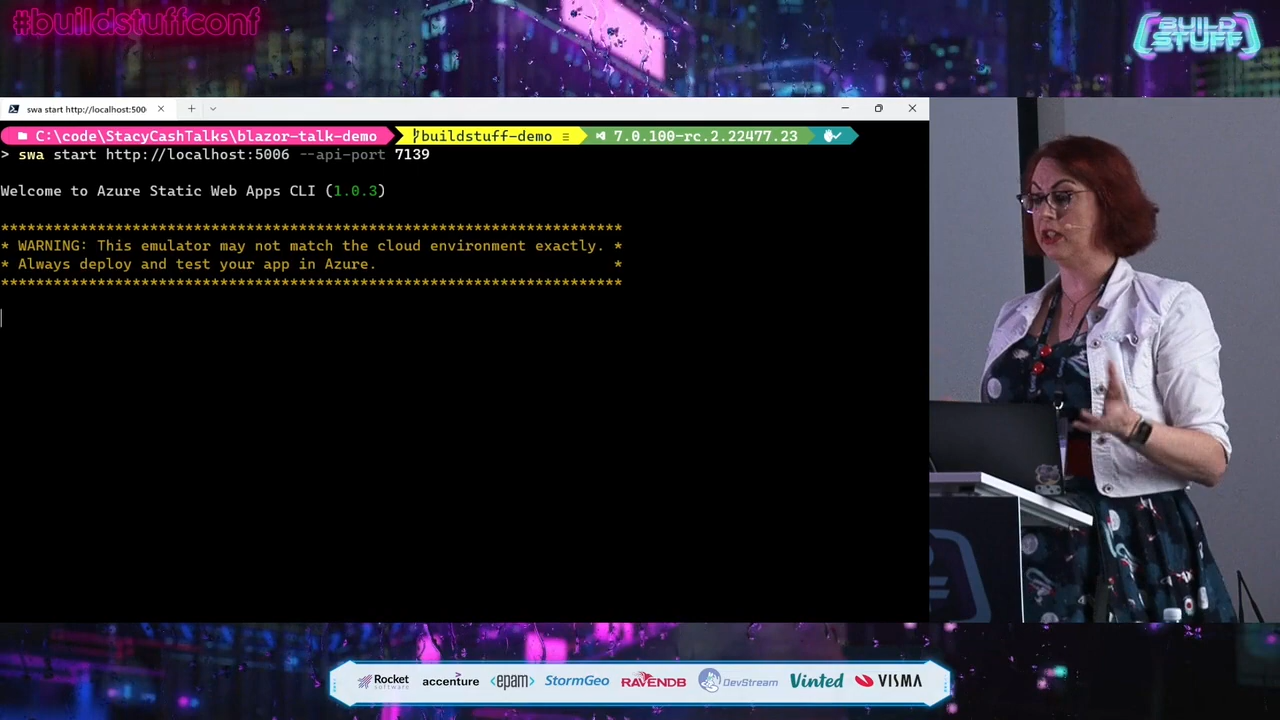 #buildstuffconf
BUILD
STUFF
swa start http://localhost:500
C:\code\StacyCashTalks\blazor-talk-demo buildstuff-demo ≡ 7.0.100-rc.2.22477.23
> swa start http://localhost:5006 --api-port 7139
Welcome to Azure Static Web Apps CLI (1.0.3)
***********************************************************************
* WARNING: This emulator may not match the cloud environment exactly. *
* Always deploy and test your app in Azure. *
***********************************************************************
Rocket software accenture <epam> StormGeo RAVENDB DevStream Vinted VISMA